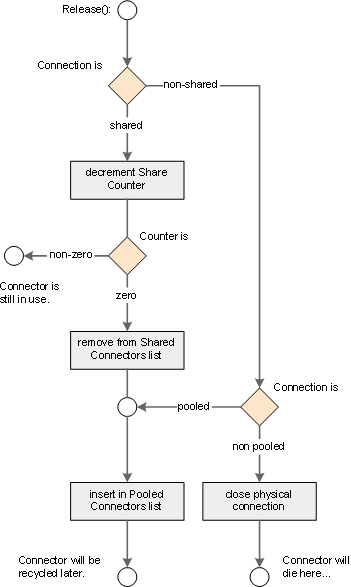 Release():
Connection is
non-shared
shared
decrement Share
Counter
Counter is
non-zero
Connector is
still in use.
zero
remove from Shared
Connectors list
Connection is
pooled
non pooled
insert in Pooled
Connectors list
close physical
connection
Connector will be
recycled later.
Connector will
die here...